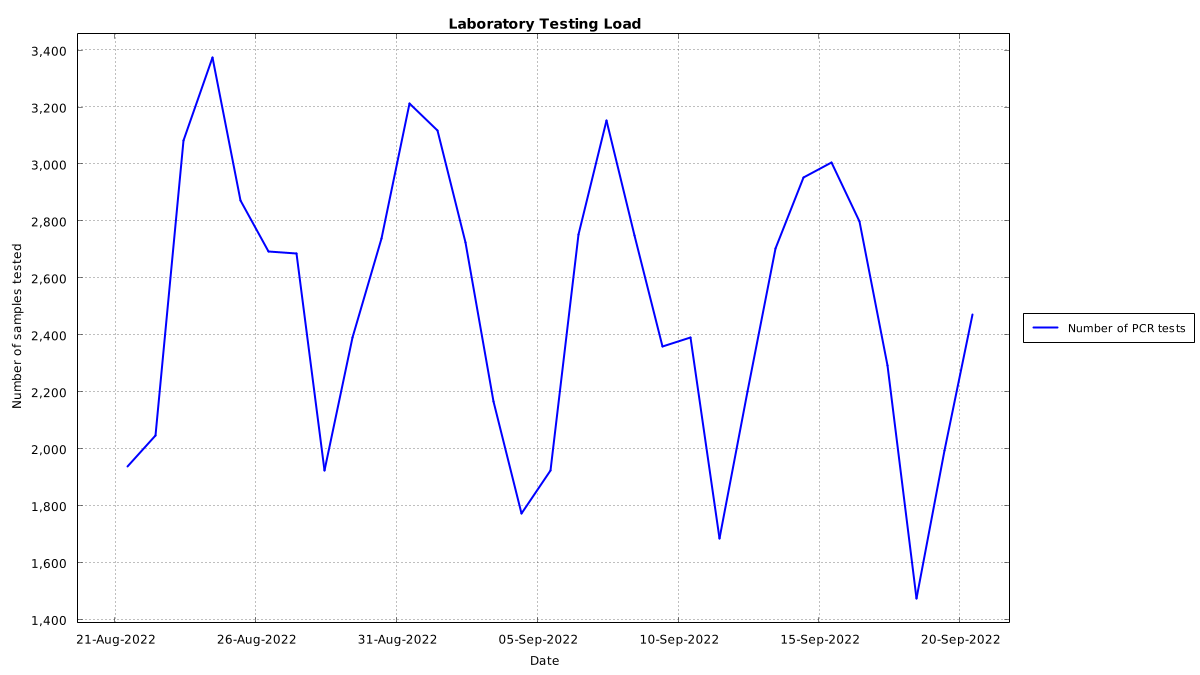 Laboratory Testing Load
3,400
3,200
3,000
2,800
2,600
2,400
2,200
2,000
1,800
1,600
1,400
Number of samples tested
21-Aug-2022 26-Aug-2022 31-Aug-2022 05-Sep-2022 10-Sep-2022 15-Sep-2022 20-Sep-2022
Date
Number of PCR tests